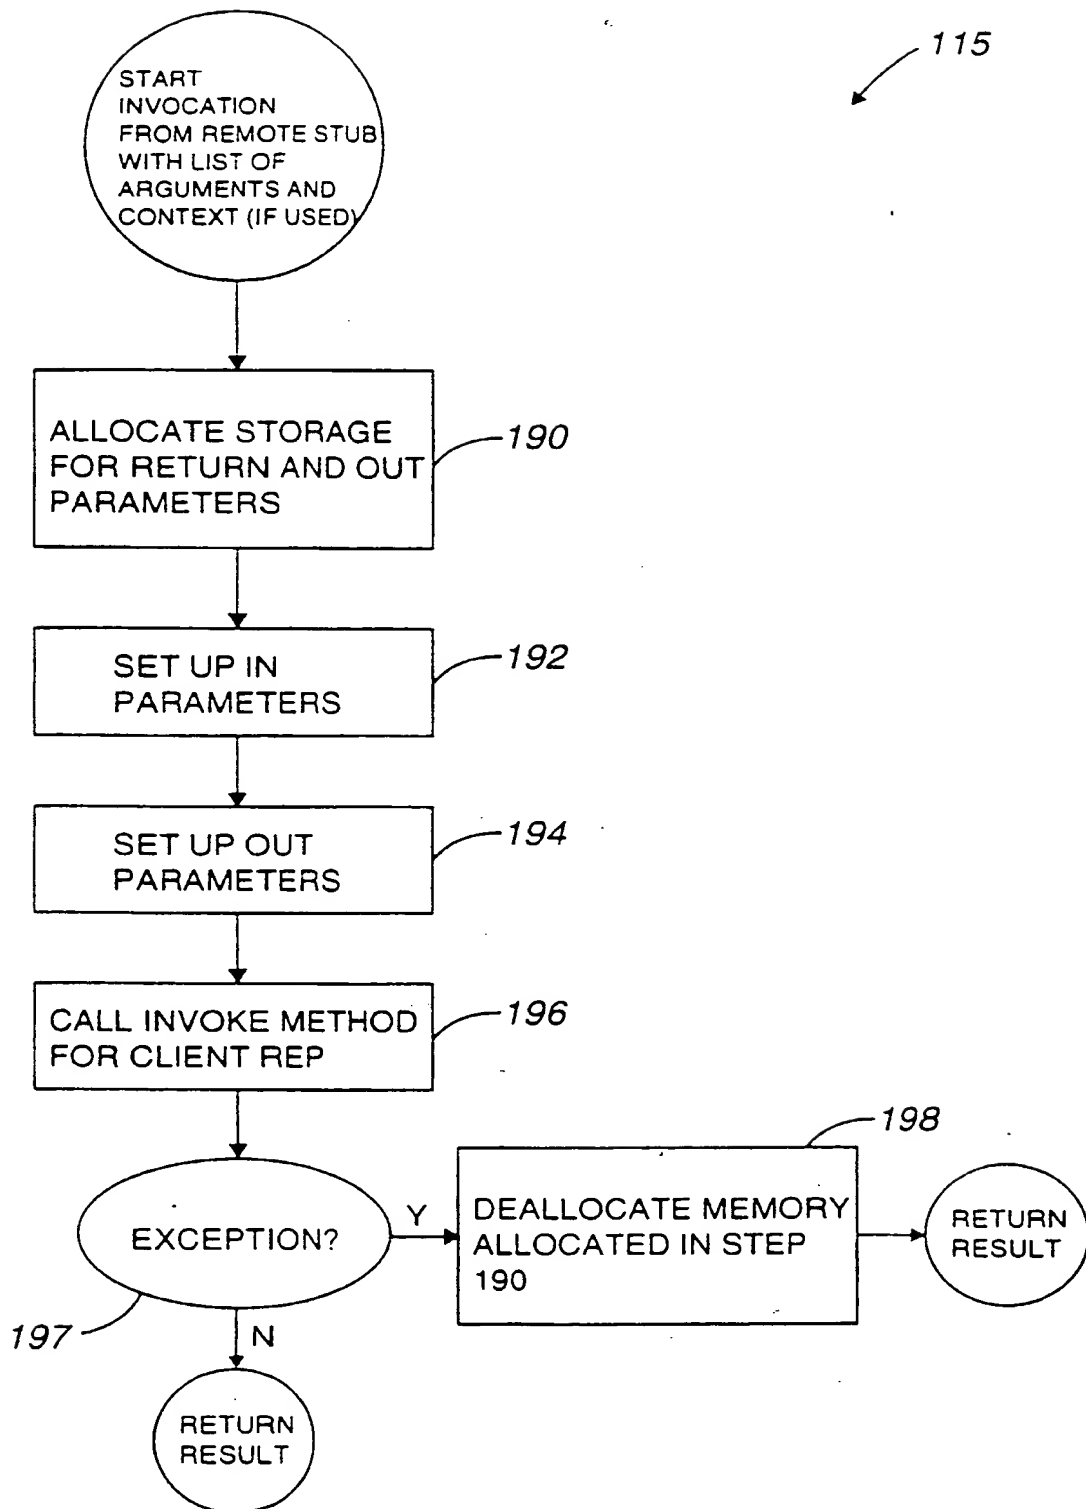 115
START
INVOCATION
FROM REMOTE STUB
WITH LIST OF
ARGUMENTS AND
CONTEXT (IF USED)
ALLOCATE STORAGE
FOR RETURN AND OUT
PARAMETERS
190
SET UP IN
PARAMETERS
192
SET UP OUT
PARAMETERS
194
CALL INVOKE METHOD
FOR CLIENT REP
196
EXCEPTION?
197
Y
N
198
DEALLOCATE MEMORY
ALLOCATED IN STEP
190
RETURN
RESULT
RETURN
RESULT